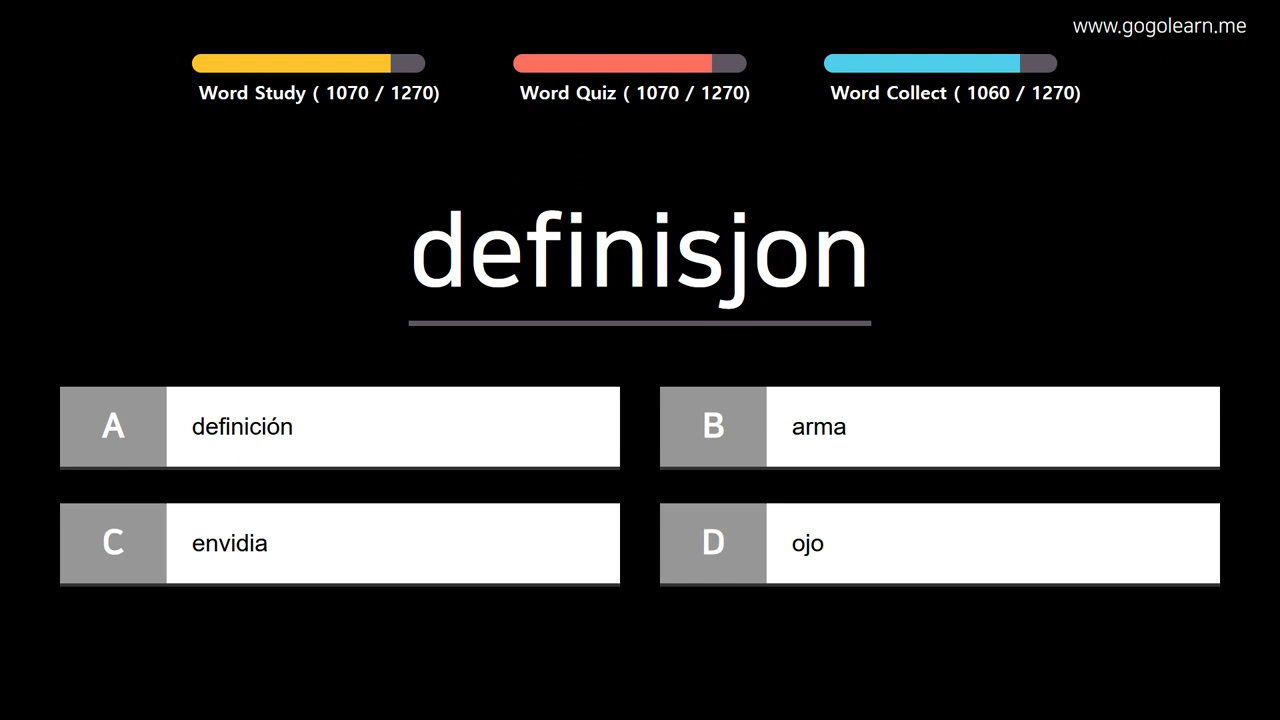 www.gogolearn.me
Word Study ( 1070 / 1270)
Word Quiz ( 1070 / 1270)
Word Collect ( 1060 / 1270)
definisjon
A definición
B arma
C envidia
D ojo